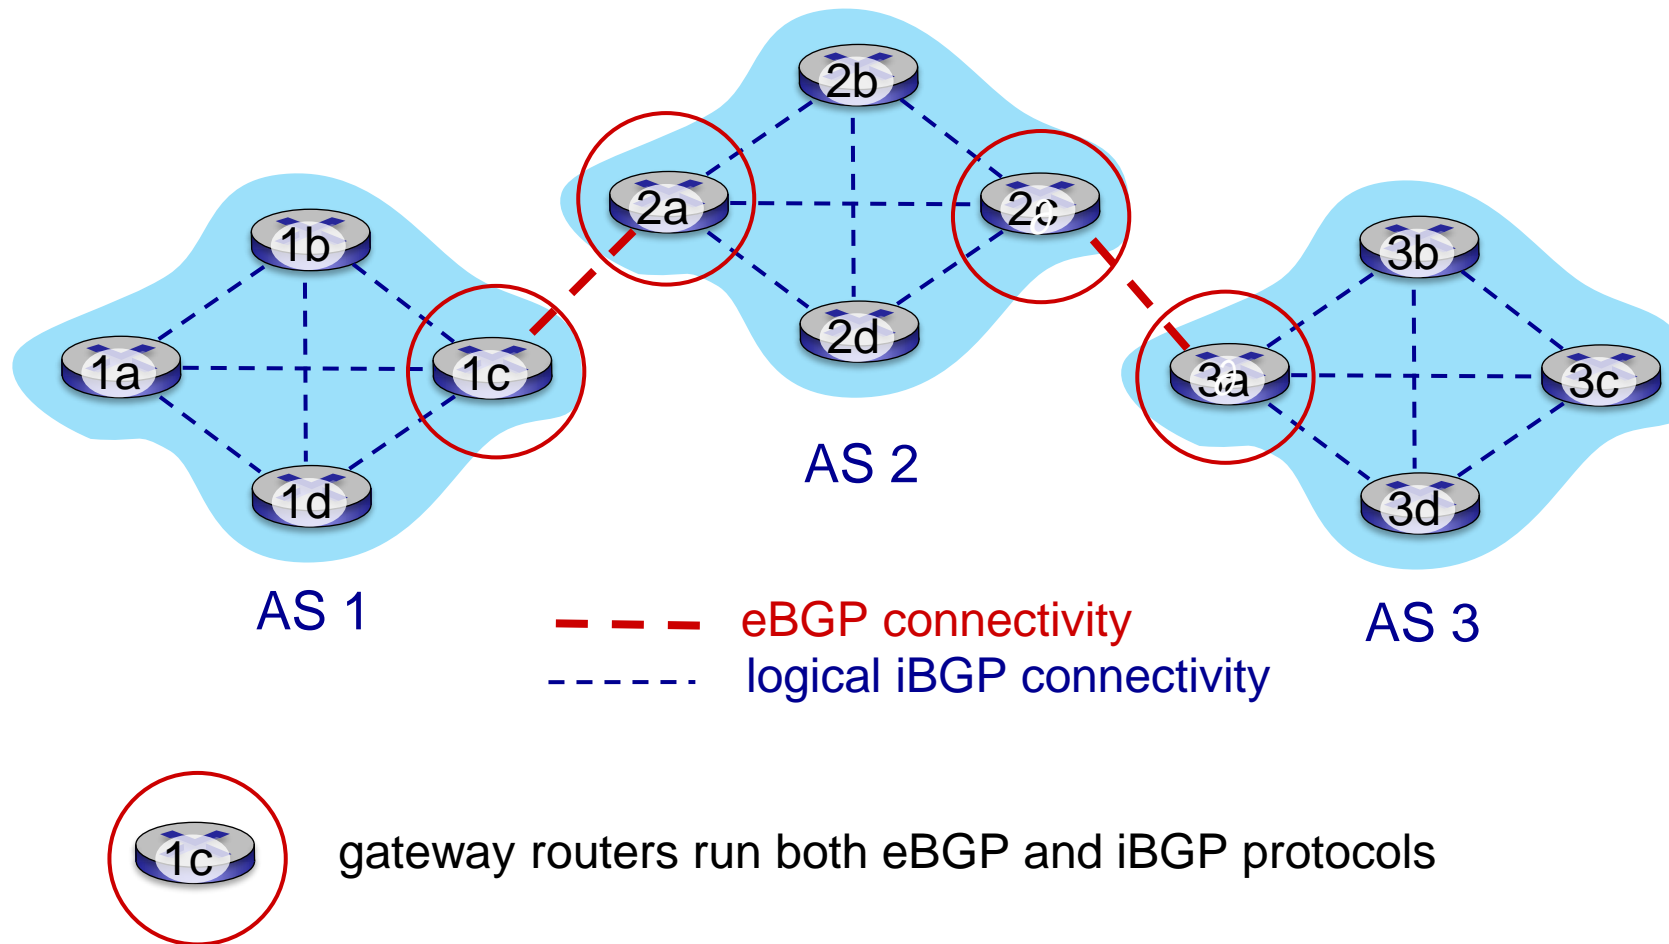 2b
2a
2c
1b
3b
2d
1a
1c
3a
3c
AS 2
1d
3d
AS 1
eBGP connectivity
AS 3
logical iBGP connectivity
1c
gateway routers run both eBGP and iBGP protocols